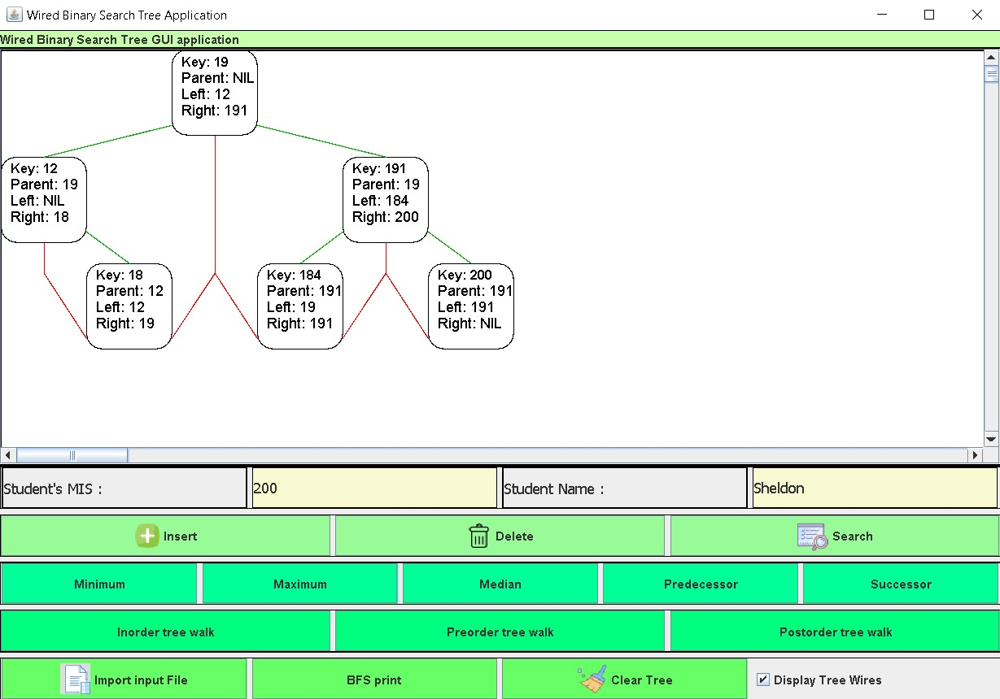 Wired Binary Search Tree Application
Wired Binary Search Tree GUI application
Key: 19
Parent: NIL
Left: 12
Right: 191
Key: 12
Parent: 19
Left: NIL
Right: 18
Key: 191
Parent: 19
Left: 184
Right: 200
Key: 18
Parent: 12
Left: 12
Right: 19
Key: 184
Parent: 191
Left: 19
Right: 191
Key: 200
Parent: 191
Left: 191
Right: NIL
Student's MIS : 200 Student Name : Sheldon
Insert Delete Search
Minimum Maximum Median Predecessor Successor
Inorder tree walk Preorder tree walk Postorder tree walk
Import input File BFS print Clear Tree Display Tree Wires